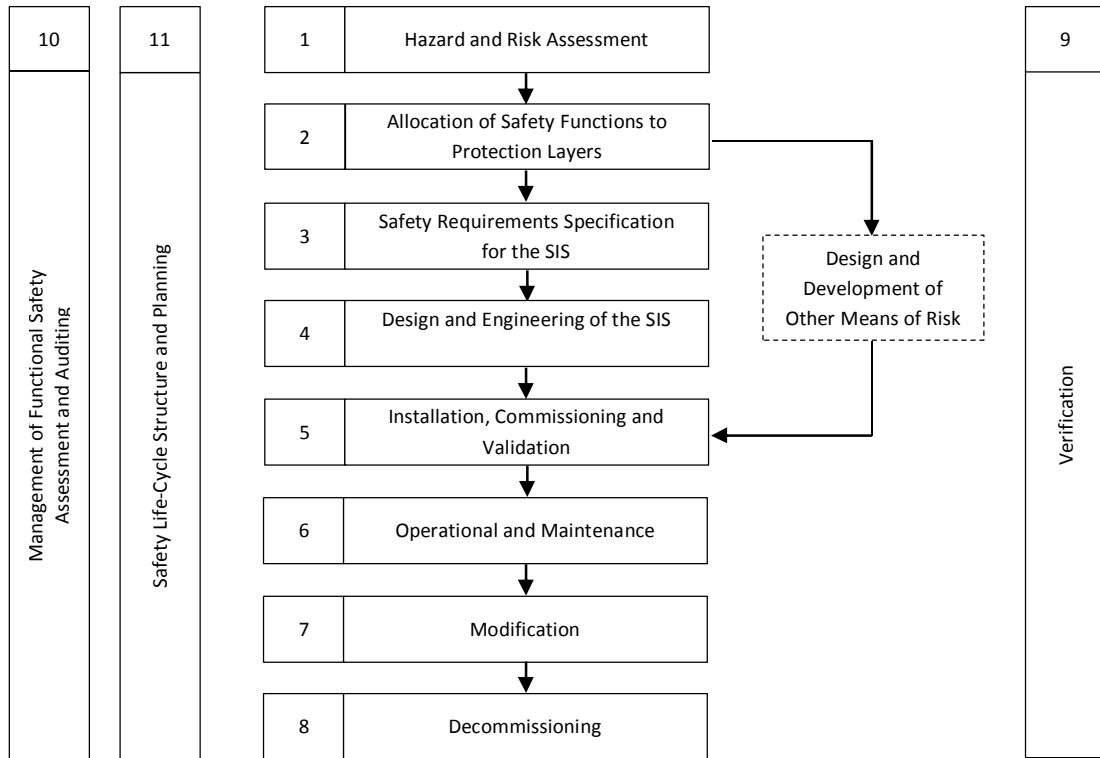 10
Management of Functional Safety
Assessment and Auditing
11
Safety Life-Cycle Structure and Planning
1
Hazard and Risk Assessment
2
Allocation of Safety Functions to
Protection Layers
3
Safety Requirements Specification
for the SIS
4
Design and Engineering of the SIS
5
Installation, Commissioning and
Validation
6
Operational and Maintenance
7
Modification
8
Decommissioning
Design and
Development of
Other Means of Risk
9
Verification